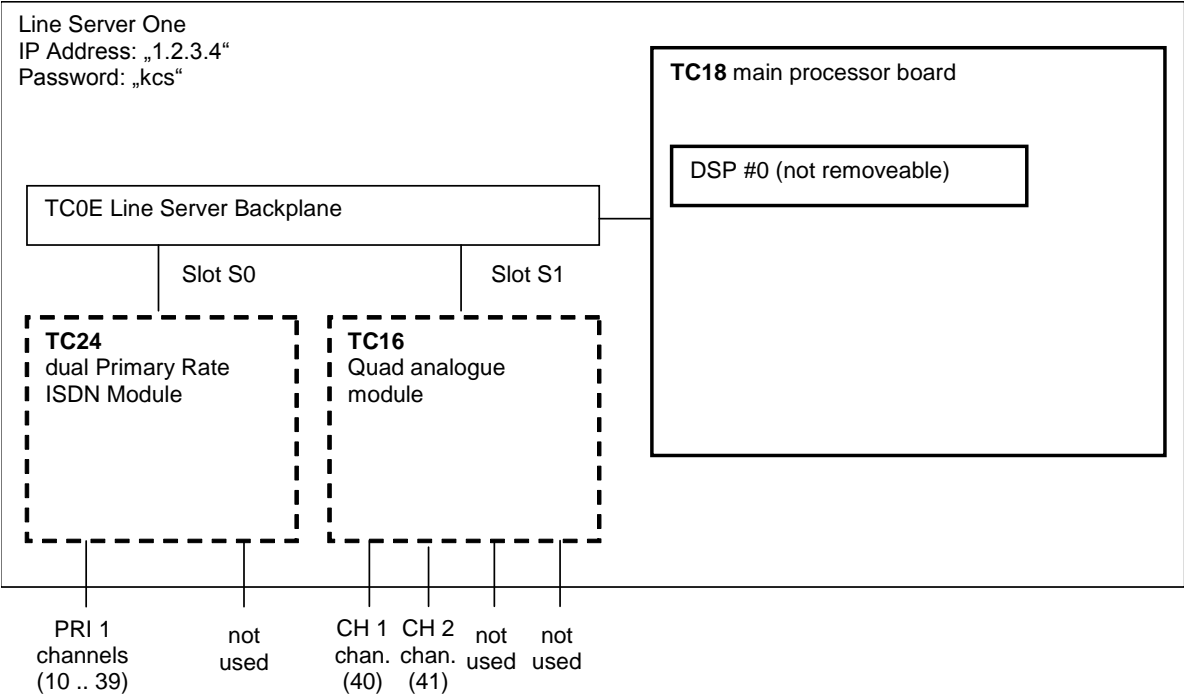 Line Server One
IP Address: „1.2.3.4“
Password: „kcs“
TC18 main processor board
DSP #0 (not removeable)
TC0E Line Server Backplane
Slot S0
Slot S1
TC24
dual Primary Rate
ISDN Module
TC16
Quad analogue
module
PRI 1
channels
(10 .. 39)
not
used
CH 1
chan.
(40)
CH 2
chan.
(41)
not
used
not
used